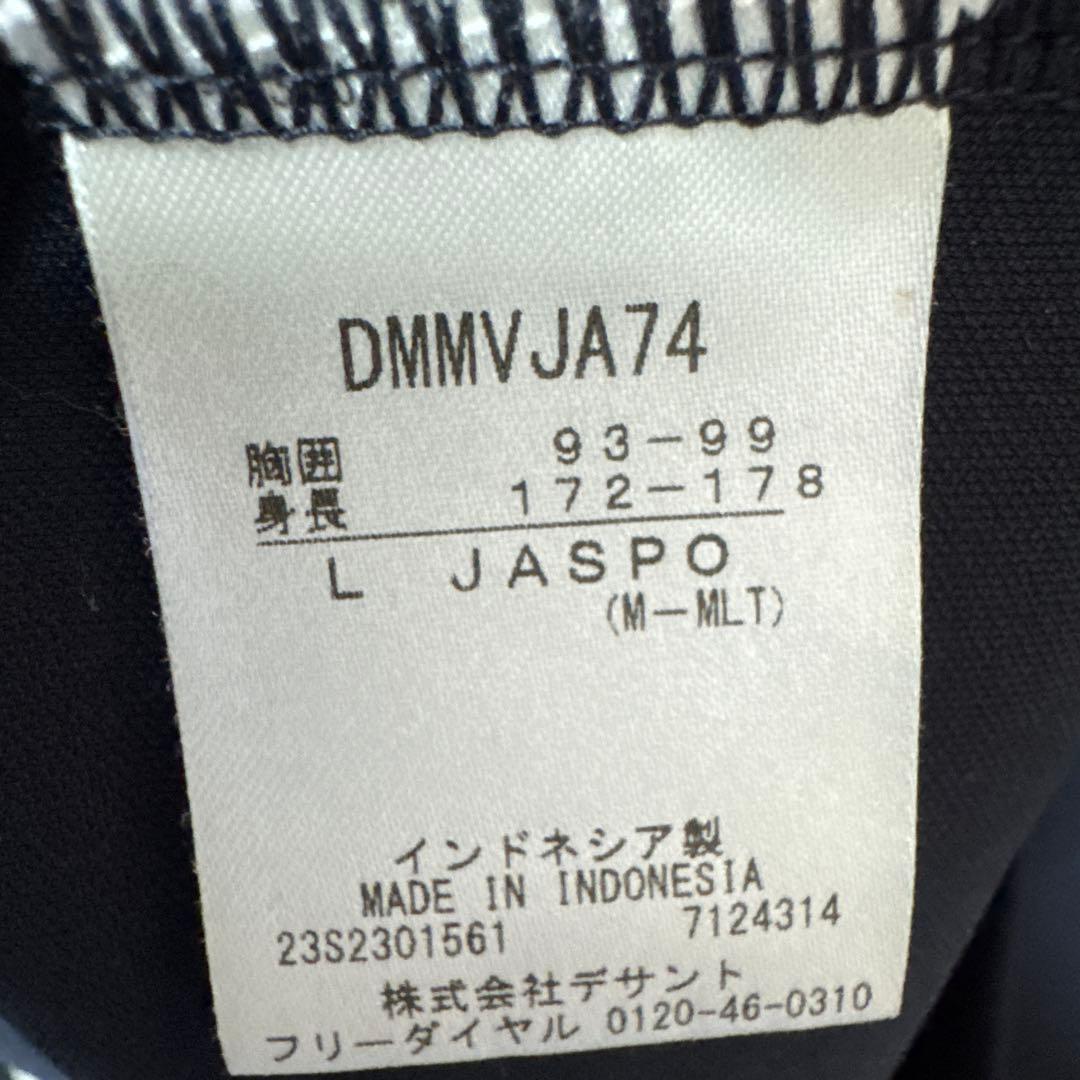 DMMVJA74
胸囲 93-99
身長 172-178
L JASPO
(M-MLT)
インドネシア製
MADE IN INDONESIA
23S2301561 7124314
株式会社デサント
フリーダイヤル 0120-46-0310